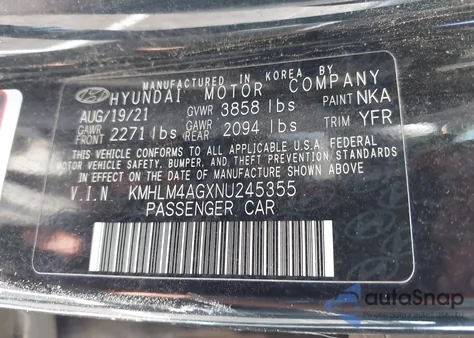 MANUFACTURED IN KOREA BY
HYUNDAI MOTOR COMPANY
AUG/19/21 GVWR 3858 lbs PAINT NKA
GAWR FRONT 2271 lbs GAWR REAR 2094 lbs TRIM YFR
THIS VEHICLE CONFORMS TO ALL APPLICABLE U.S.A. FEDERAL
MOTOR VEHICLE SAFETY, BUMPER, AND THEFT PREVENTION STANDARDS
IN EFFECT ON THE DATE OF MANUFACTURE SHOWN ABOVE.
V.I.N KMHLM4AGXNU245355
PASSENGER CAR
autoSnap